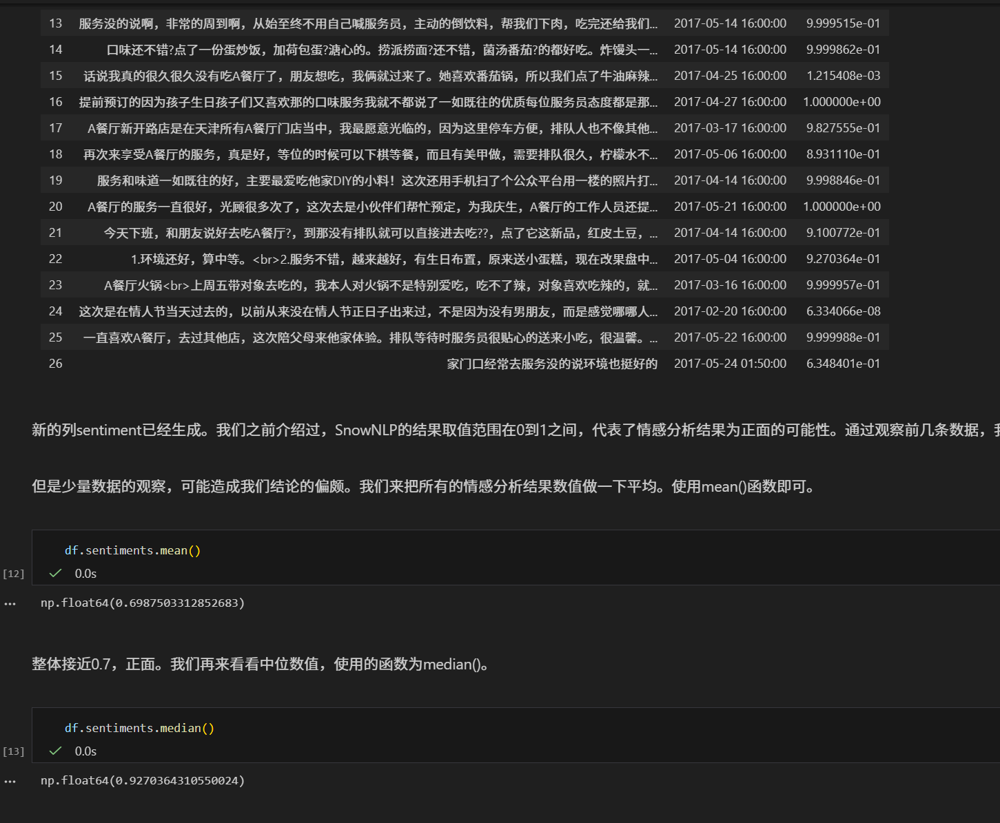 13 服务没的说啊，非常的周到啊，从始至终不用自己喊服务员，主动的倒饮料，帮我们下肉，吃完还给我们... 2017-05-14 16:00:00 9.999515e-01
14 口味还不错?点了一份蛋炒饭，加荷包蛋?溏心的。捞派捞面?还不错，菌汤番茄?的都好吃。炸馒头一... 2017-05-14 16:00:00 9.999862e-01
15 话说我真的很久很久没有吃A餐厅了，朋友想吃，我俩就过来了。她喜欢番茄锅，所以我们点了牛油麻辣... 2017-04-25 16:00:00 1.215408e-03
16 提前预订的因为孩子生日孩子们又喜欢那的口味服务我就不都说了一如既往的优质每位服务员态度都是那... 2017-04-27 16:00:00 1.000000e+00
17 A餐厅新开路店是在天津所有A餐厅门店当中，我最愿意光临的，因为这里停车方便，排队人也不像其他... 2017-03-17 16:00:00 9.827555e-01
18 再次来享受A餐厅的服务，真是好，等位的时候可以下棋等餐，而且有美甲做，需要排队很久，柠檬水不... 2017-05-06 16:00:00 8.931110e-01
19 服务和味道一如既往的好，主要最爱吃他家DIY的小料！这次还用手机扫了个公众平台用一楼的照片打... 2017-04-14 16:00:00 9.998846e-01
20 A餐厅的服务一直很好，光顾很多次了，这次去是小伙伴们帮忙预定，为我庆生，A餐厅的工作人员还提... 2017-05-21 16:00:00 1.000000e+00
21 今天下班，和朋友说好去吃A餐厅?，到那没有排队就可以直接进去吃??，点了它这新品，红皮土豆，... 2017-04-14 16:00:00 9.100772e-01
22 1.环境还好，算中等。<br>2.服务不错，越来越好，有生日布置，原来送小蛋糕，现在改果盘中... 2017-05-04 16:00:00 9.270364e-01
23 A餐厅火锅<br>上周五带对象去吃的，我本人对火锅不是特别爱吃，吃不了辣，对象喜欢吃辣的，就... 2017-03-16 16:00:00 9.999957e-01
24 这次是在情人节当天过去的，以前从来没在情人节正日子出来过，不是因为没有男朋友，而是感觉哪哪人... 2017-02-20 16:00:00 6.334066e-08
25 一直喜欢A餐厅，去过其他店，这次陪父母来他家体验。排队等待时服务员很贴心的送来小吃，很温馨。... 2017-05-22 16:00:00 9.999988e-01
26 家门口经常去服务没的说环境也挺好的 2017-05-24 01:50:00 6.348401e-01
新的列sentiment已经生成。我们之前介绍过，SnowNLP的结果取值范围在0到1之间，代表了情感分析结果为正面的可能性。通过观察前几条数据，
但是少量数据的观察，可能造成我们结论的偏颇。我们来把所有的情感分析结果数值做一下平均。使用mean()函数即可。
df.sentiments.mean()
[12] ✓ 0.0s
... np.float64(0.6987503312852683)
整体接近0.7，正面。我们再来看看中位数值，使用的函数为median()。
df.sentiments.median()
[13] ✓ 0.0s
... np.float64(0.9270364310550024)